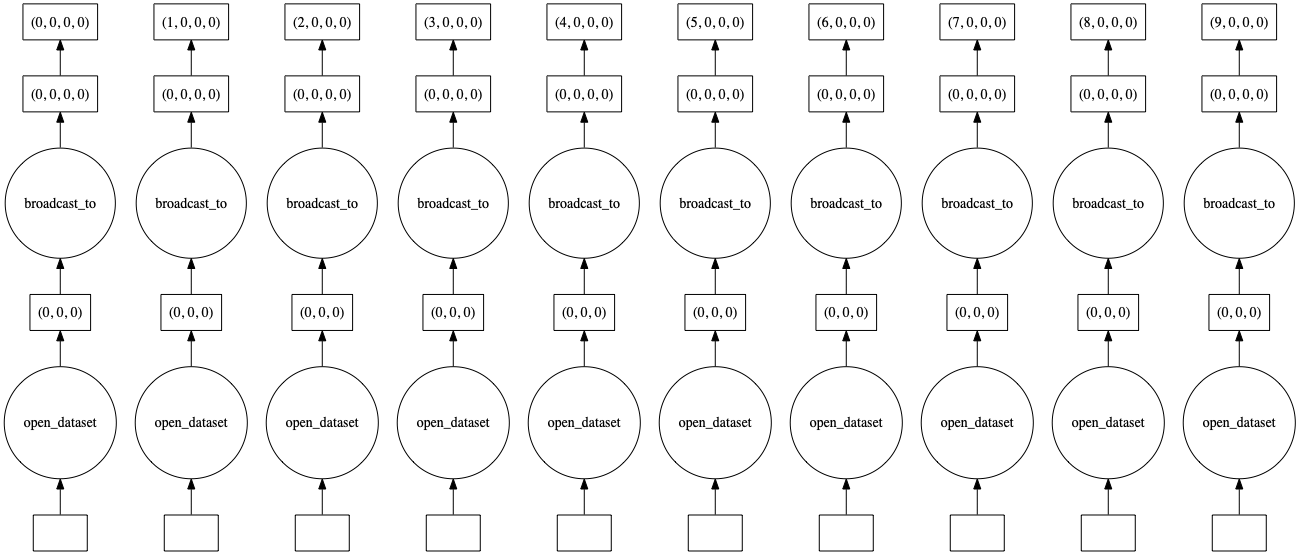 (0, 0, 0, 0) (1, 0, 0, 0) (2, 0, 0, 0) (3, 0, 0, 0) (4, 0, 0, 0) (5, 0, 0, 0) (6, 0, 0, 0) (7, 0, 0, 0) (8, 0, 0, 0) (9, 0, 0, 0)
(0, 0, 0, 0) (0, 0, 0, 0) (0, 0, 0, 0) (0, 0, 0, 0) (0, 0, 0, 0) (0, 0, 0, 0) (0, 0, 0, 0) (0, 0, 0, 0) (0, 0, 0, 0) (0, 0, 0, 0)
broadcast_to broadcast_to broadcast_to broadcast_to broadcast_to broadcast_to broadcast_to broadcast_to broadcast_to broadcast_to
(0, 0, 0) (0, 0, 0) (0, 0, 0) (0, 0, 0) (0, 0, 0) (0, 0, 0) (0, 0, 0) (0, 0, 0) (0, 0, 0) (0, 0, 0)
open_dataset open_dataset open_dataset open_dataset open_dataset open_dataset open_dataset open_dataset open_dataset open_dataset